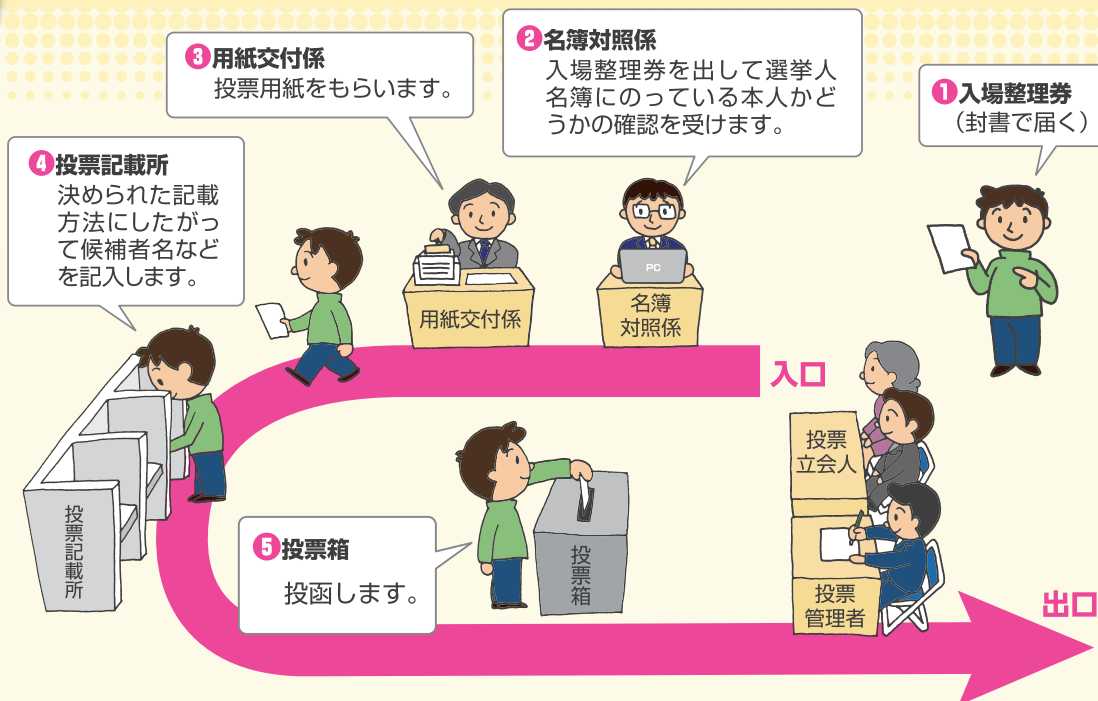 ❶入場整理券
（封書で届く）
❷名簿対照係
入場整理券を出して選挙人
名簿にのっている本人かど
うかの確認を受けます。
❸用紙交付係
投票用紙をもらいます。
❹投票記載所
決められた記載
方法にしたがっ
て候補者名など
を記入します。
用紙交付係
PC
名簿
対照係
入口
投票
立会人
投票記載所
❺投票箱
投函します。
投票箱
投票
管理者
出口